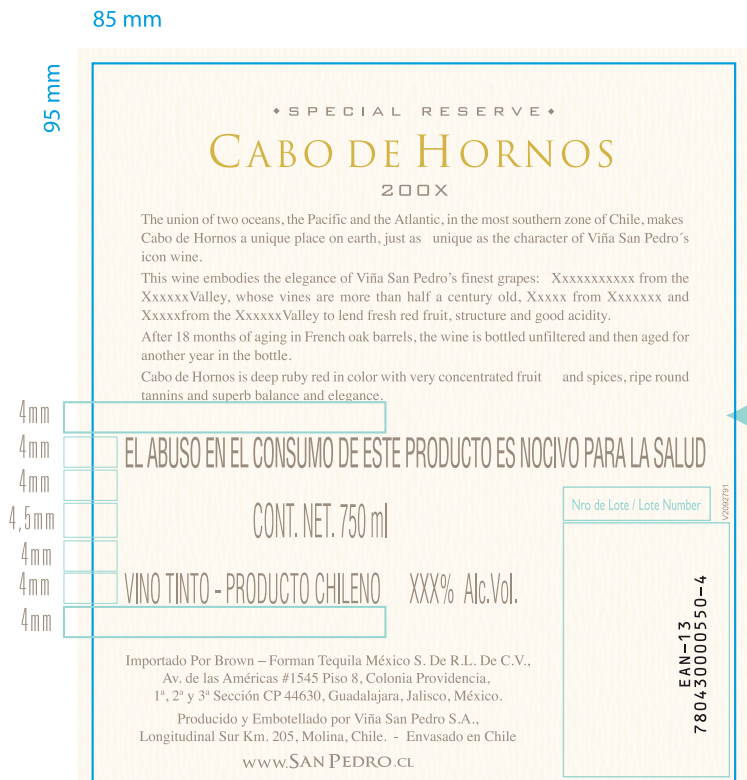 85 mm
95 mm
SPECIAL RESERVE
CABO DE HORNOS
200X
The union of two oceans, the Pacific and the Atlantic, in the most southern zone of Chile, makes
Cabo de Hornos a unique place on earth, just as unique as the character of Viña San Pedro´s
icon wine.
This wine embodies the elegance of Viña San Pedro's finest grapes: Xxxxxxxxxxx from the
XxxxxxValley, whose vines are more than half a century old, Xxxxx from Xxxxxxx and
Xxxxxfrom the XxxxxxValley to lend fresh red fruit, structure and good acidity.
After 18 months of aging in French oak barrels, the wine is bottled unfiltered and then aged for
another year in the bottle.
Cabo de Hornos is deep ruby red in color with very concentrated fruit and spices, ripe round
tannins and superb balance and elegance.
4mm
4mm
EL ABUSO EN EL CONSUMO DE ESTE PRODUCTO ES NOCIVO PARA LA SALUD
4mm
Nro de Lote / Lote Number
V2092791
4,5mm
CONT. NET. 750 ml
4mm
4mm
VINO TINTO - PRODUCTO CHILENO XXX% Alc.Vol.
4mm
EAN-13
780430000550-4
Importado Por Brown – Forman Tequila México S. De R.L. De C.V.,
Av. de las Américas #1545 Piso 8, Colonia Providencia,
1ª, 2ª y 3ª Sección CP 44630, Guadalajara, Jalisco, México.
Producido y Embotellado por Viña San Pedro S.A.,
Longitudinal Sur Km. 205, Molina, Chile. - Envasado en Chile
www.SAN PEDRO.CL